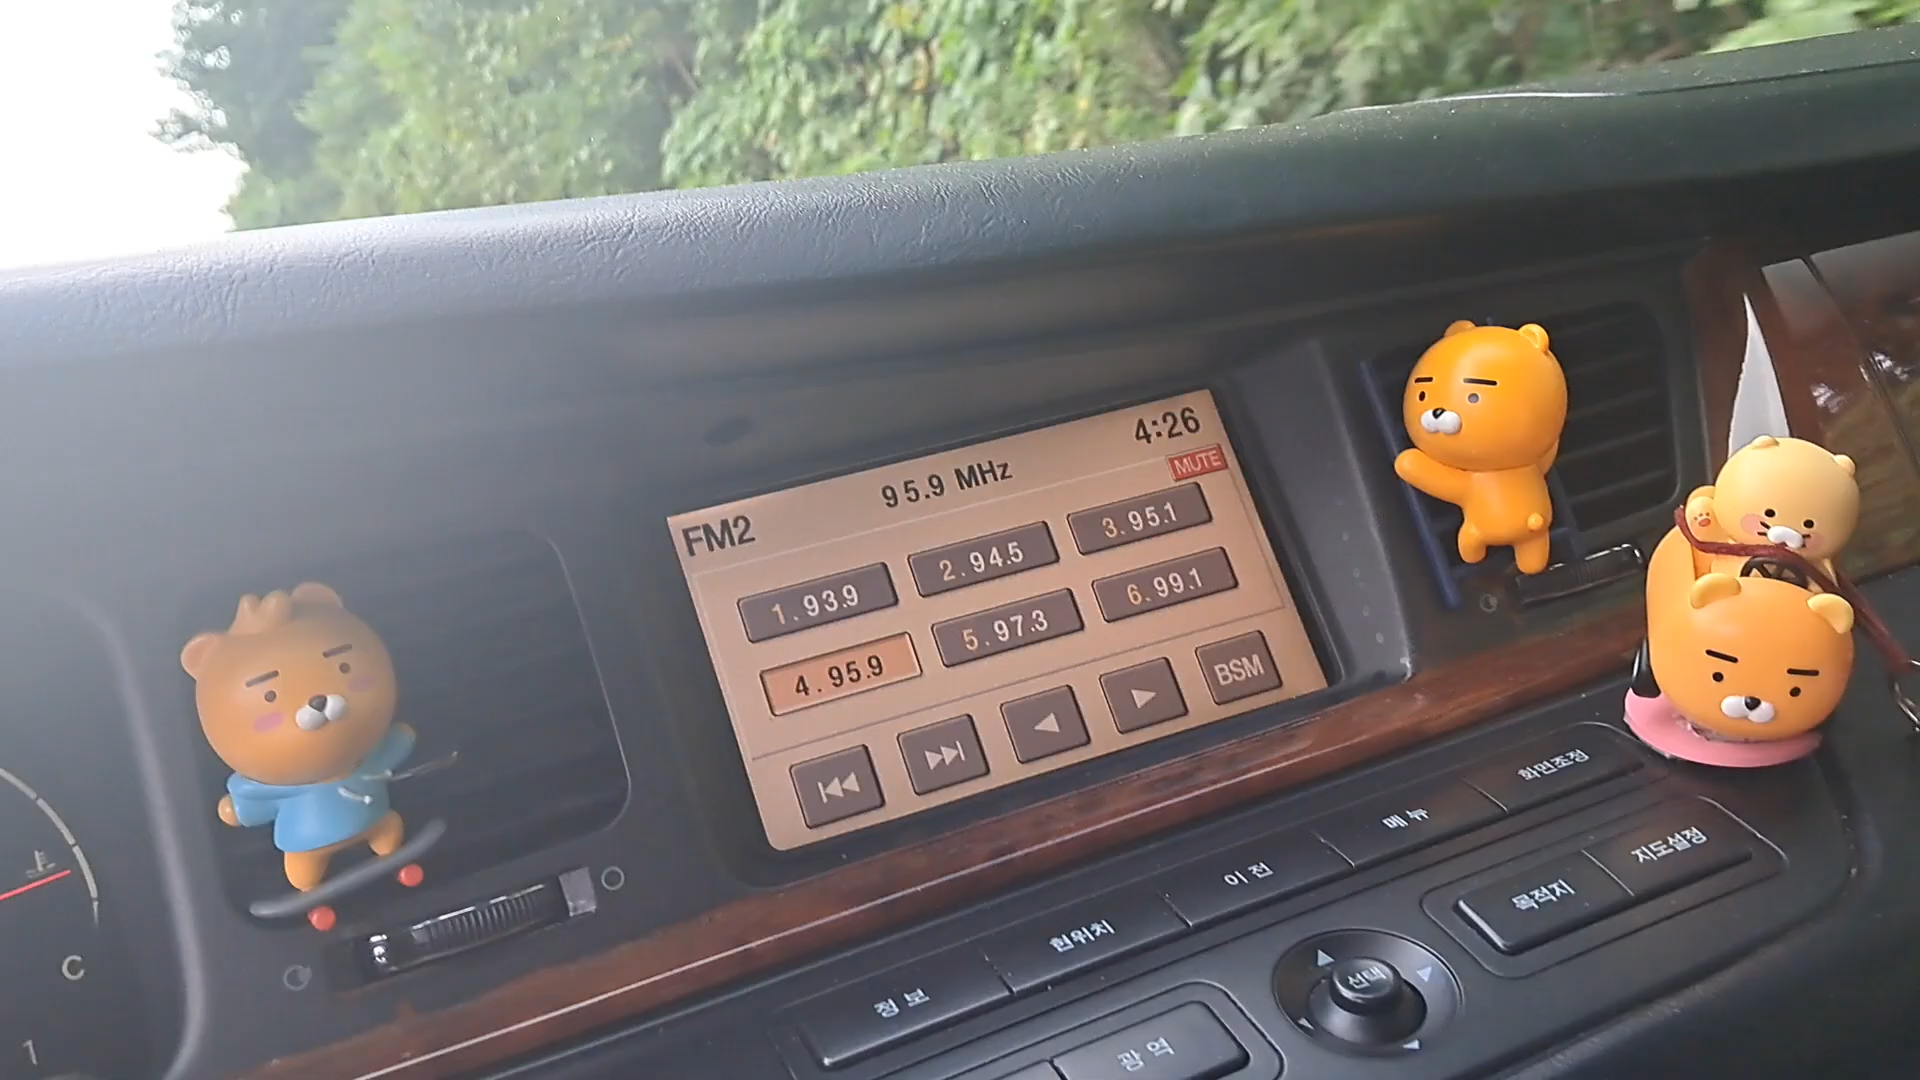 4:26
95.9 MHz
MUTE
FM2
1.93.9
2.94.5
3.95.1
4.95.9
5.97.3
6.99.1
BSM
화면조정
메뉴
이전
현위치
정보
지도설정
목적지
선택
광역
C
1